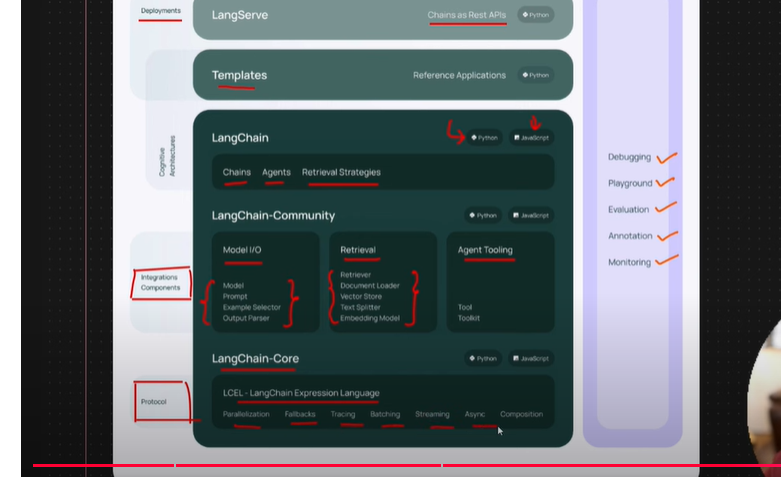 Deployments
LangServe
Chains as Rest APIs
Python
Templates
Reference Applications
Python
Cognitive
Architectures
LangChain
Python
JavaScript
Chains Agents Retrieval Strategies
LangChain-Community
Python
JavaScript
Integrations
Components
Model I/O
Model
Prompt
Example Selector
Output Parser
Retrieval
Retriever
Document Loader
Vector Store
Text Splitter
Embedding Model
Agent Tooling
Tool
Toolkit
LangChain-Core
Python
JavaScript
Protocol
LCEL - LangChain Expression Language
Parallelization Fallbacks Tracing Batching Streaming Async Composition
Debugging
Playground
Evaluation
Annotation
Monitoring